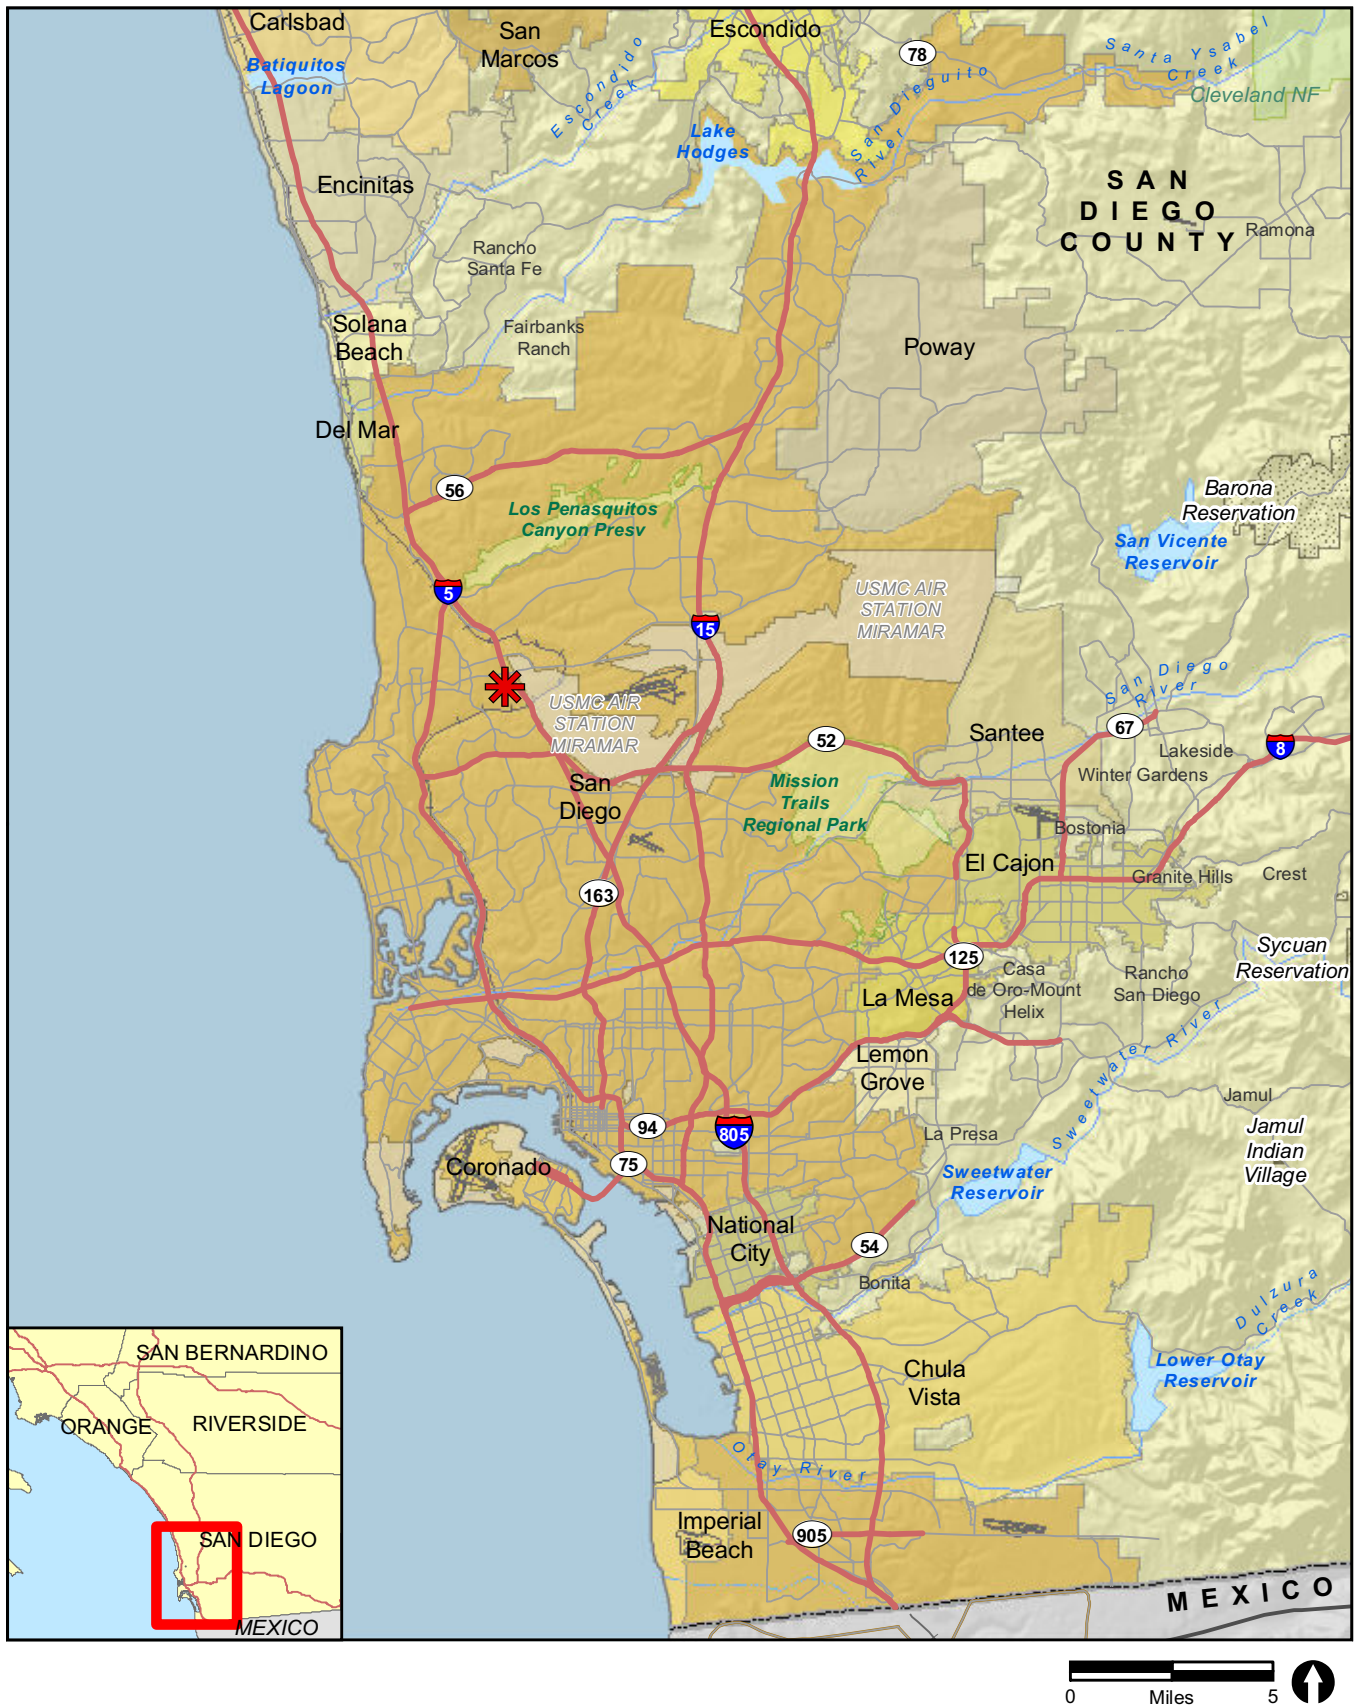 Carlsbad
San
Marcos
Escondido
78
Santa Ysabel
Creek
Cleveland NF
Batiquitos
Lagoon
Escondido
Creek
Lake
Hodges
San Dieguito
River
Encinitas
SAN
DIEGO
COUNTY
Ramona
Rancho
Santa Fe
Solana
Beach
Fairbanks
Ranch
Poway
Del Mar
56
Los Penasquitos
Canyon Presv
Barona
Reservation
San Vicente
Reservoir
5
15
USMC AIR
STATION
MIRAMAR
USMC AIR
STATION
MIRAMAR
San Diego
River
52
Santee
67
8
Lakeside
Winter Gardens
San
Diego
Mission
Trails
Regional Park
Bostonia
El Cajon
Granite Hills
Crest
163
125
Sycuan
Reservation
Casa
de Oro-Mount
Helix
Rancho
San Diego
La Mesa
Lemon
Grove
Sweetwater River
Jamul
94
805
La Presa
Jamul
Indian
Village
Coronado
75
Sweetwater
Reservoir
National
City
54
Bonita
Dulzura
Creek
Chula
Vista
Lower Otay
Reservoir
Otay River
Imperial
Beach
905
MEXICO
SAN BERNARDINO
ORANGE
RIVERSIDE
SAN DIEGO
MEXICO
0 Miles 5